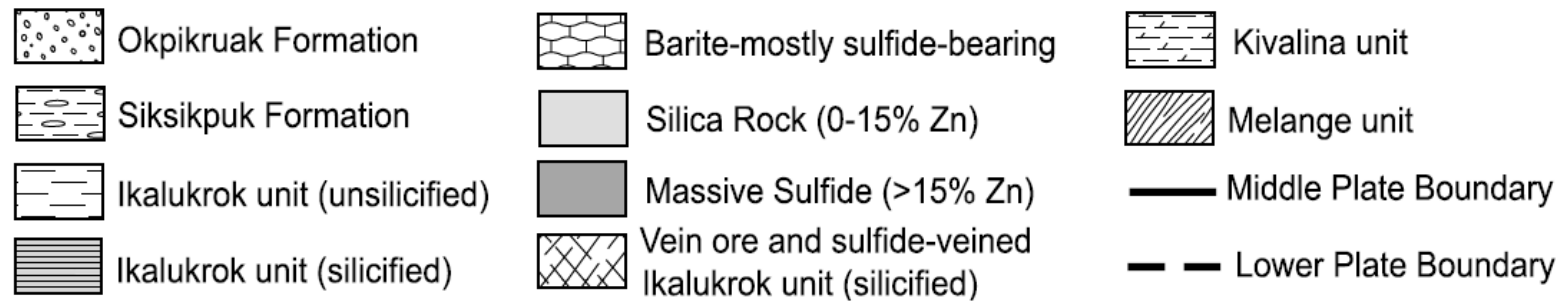 Okpikruak Formation
Siksikpuk Formation
Ikalukrok unit (unsilicified)
Ikalukrok unit (silicified)
Barite-mostly sulfide-bearing
Silica Rock (0-15% Zn)
Massive Sulfide (>15% Zn)
Vein ore and sulfide-veined
Ikalukrok unit (silicified)
Kivalina unit
Melange unit
Middle Plate Boundary
Lower Plate Boundary